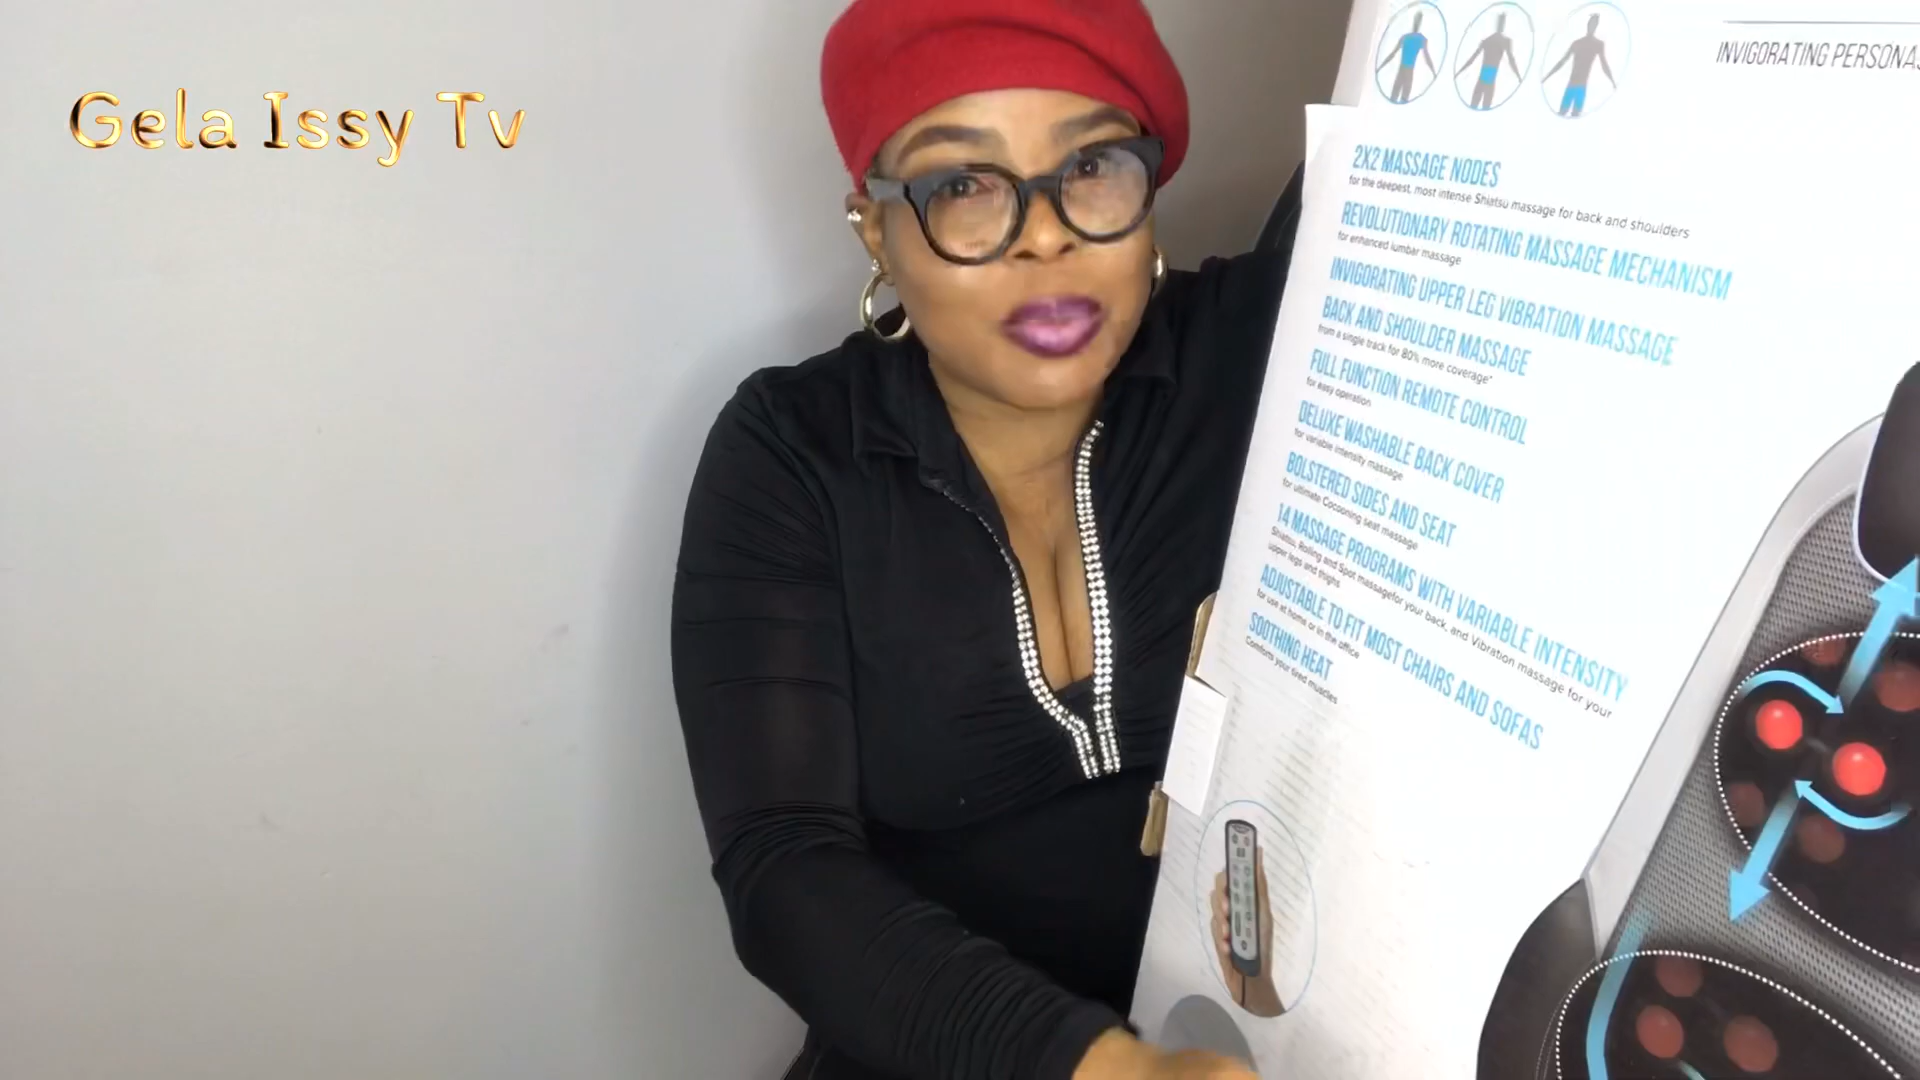 Gela Issy Tv
INVIGORATING
2X2 MASSAGE NODES
for the deepest, most intense Shiatsu massage for back and shoulders
REVOLUTIONARY ROTATING MASSAGE MECHANISM
for enhanced lumbar massage
INVIGORATING UPPER LEG VIBRATION MASSAGE
BACK AND SHOULDER MASSAGE
from a single track for 80% more coverage*
FULL FUNCTION REMOTE CONTROL
for easy operation
DELUXE WASHABLE BACK COVER
for variable intensity massage
BOLSTERED SIDES AND SEAT
for ultimate Cocooning seat massage
14 MASSAGE PROGRAMS WITH VARIABLE INTENSITY
Shiatsu, Rolling and Spot massagefor your back, and Vibration massage for your
upper legs and thighs
ADJUSTABLE TO FIT MOST CHAIRS AND SOFAS
for use at home or in the office
SOOTHING HEAT
Comforts your tired muscles